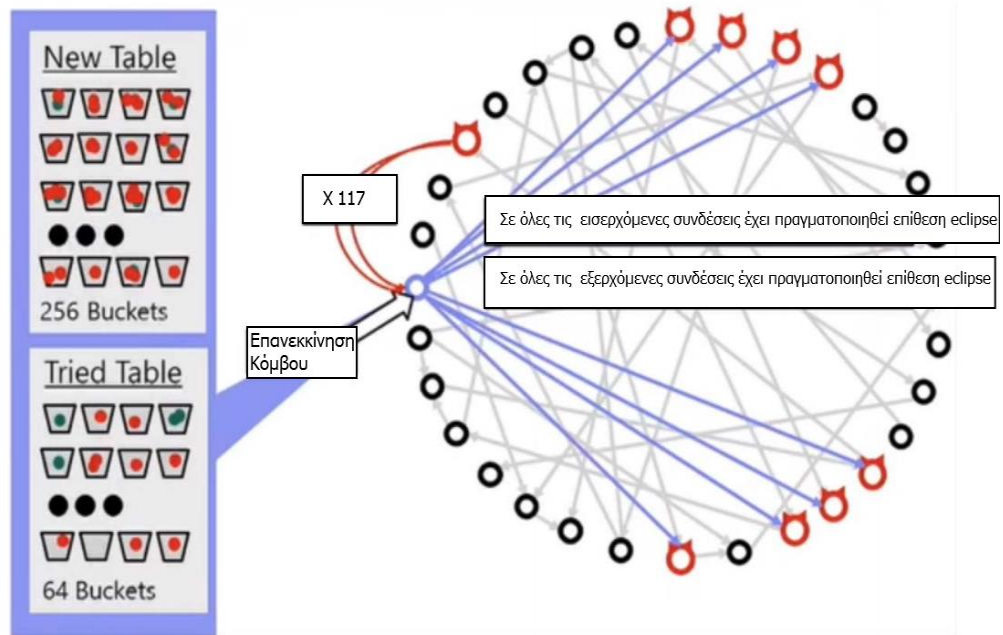 New Table
256 Buckets
Tried Table
64 Buckets
X 117
Επανεκκίνηση
Κόμβου
Σε όλες τις εισερχόμενες συνδέσεις έχει πραγματοποιηθεί επίθεση eclipse
Σε όλες τις εξερχόμενες συνδέσεις έχει πραγματοποιηθεί επίθεση eclipse